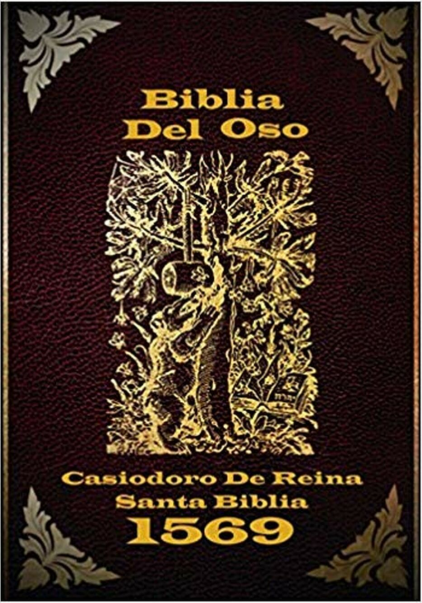 Biblia
Del Oso
Casiodoro De Reina
Santa Biblia
1569